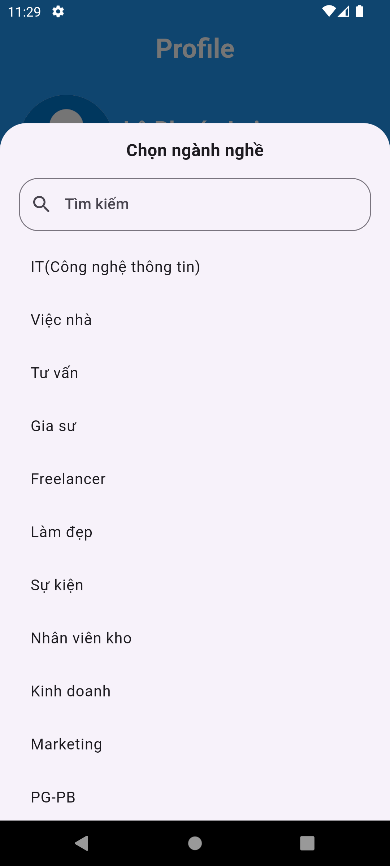 11:29
Profile
Chọn ngành nghề
Tìm kiếm
IT(Công nghệ thông tin)
Việc nhà
Tư vấn
Gia sư
Freelancer
Làm đẹp
Sự kiện
Nhân viên kho
Kinh doanh
Marketing
PG-PB